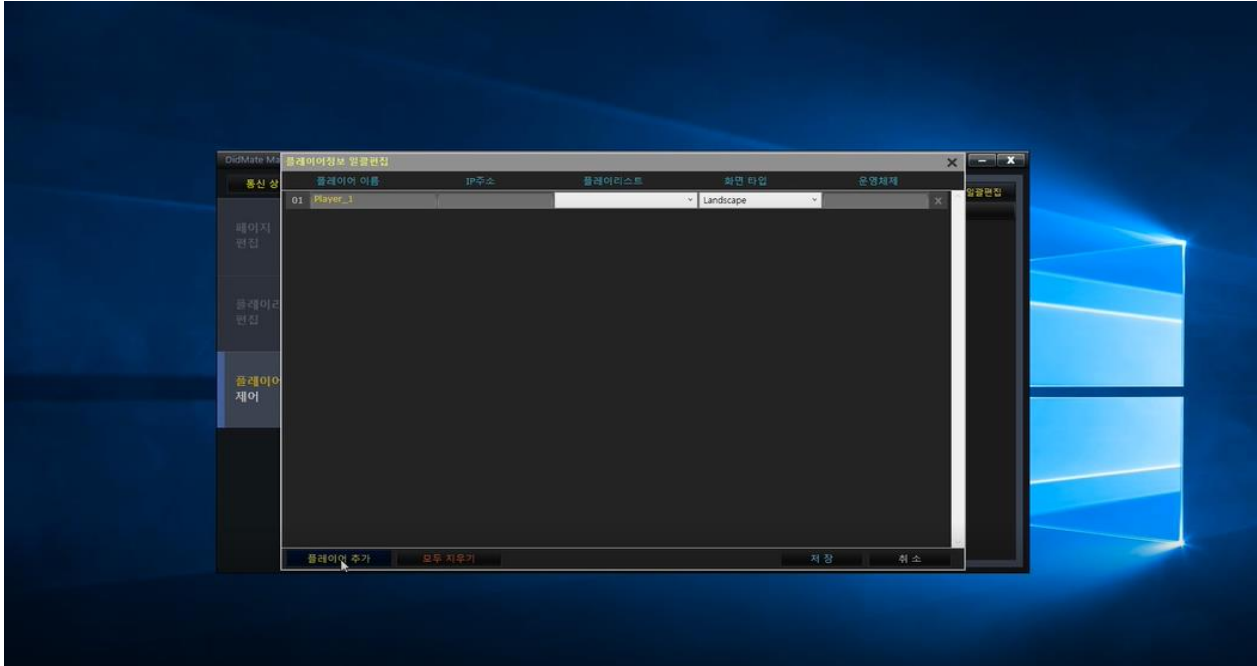 DidMate Ma
플레이어정보 일괄편집
X
— X
통신 상
플레이어 이름 IP주소 플레이리스트 화면 타입 운영체제
일괄편집
01 Player_1 Landscape X
페이지
편집
플레이리
편집
플레이어
제어
플레이어 추가 모두 지우기 저 장 취 소